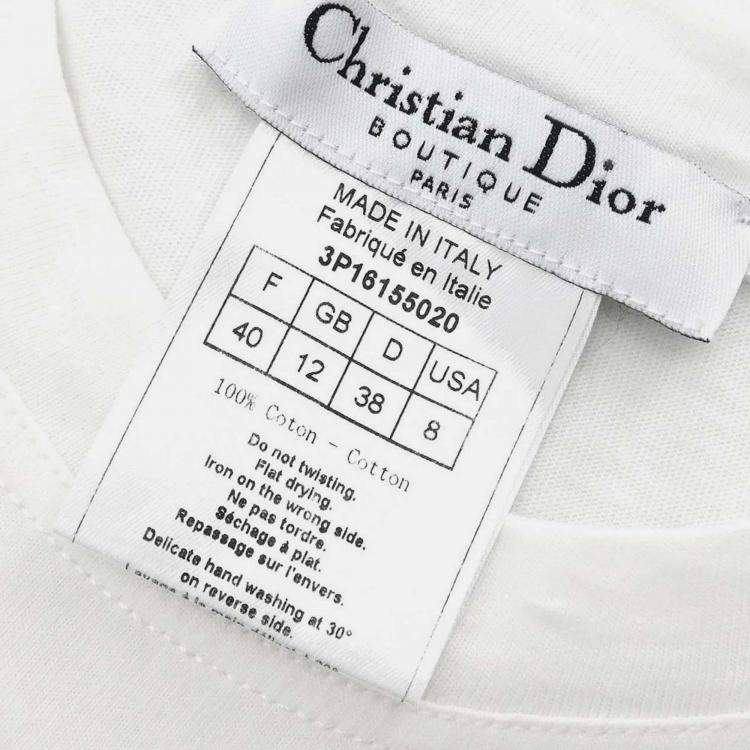 Christian Dior
BOUTIQUE
PARIS
MADE IN ITALY
Fabriqué en Italie
3P16155020
F GB D USA
40 12 38 8
100% Coton - Cotton
Do not twisting.
Flat drying.
Iron on the wrong side.
Ne pas tordre.
Séchage à plat.
Repassage sur l'envers.
Delicate hand washing at 30°
on reverse side.